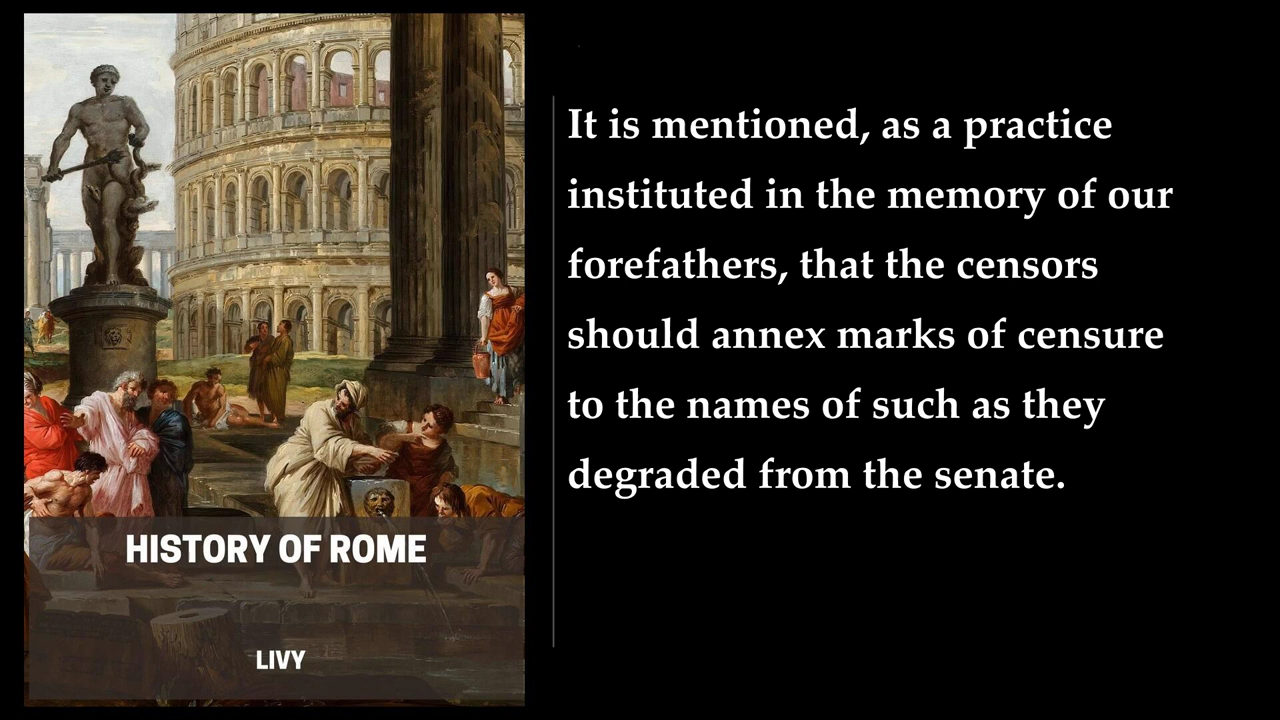 HISTORY OF ROME
LIVY
It is mentioned, as a practice
instituted in the memory of our
forefathers, that the censors
should annex marks of censure
to the names of such as they
degraded from the senate.